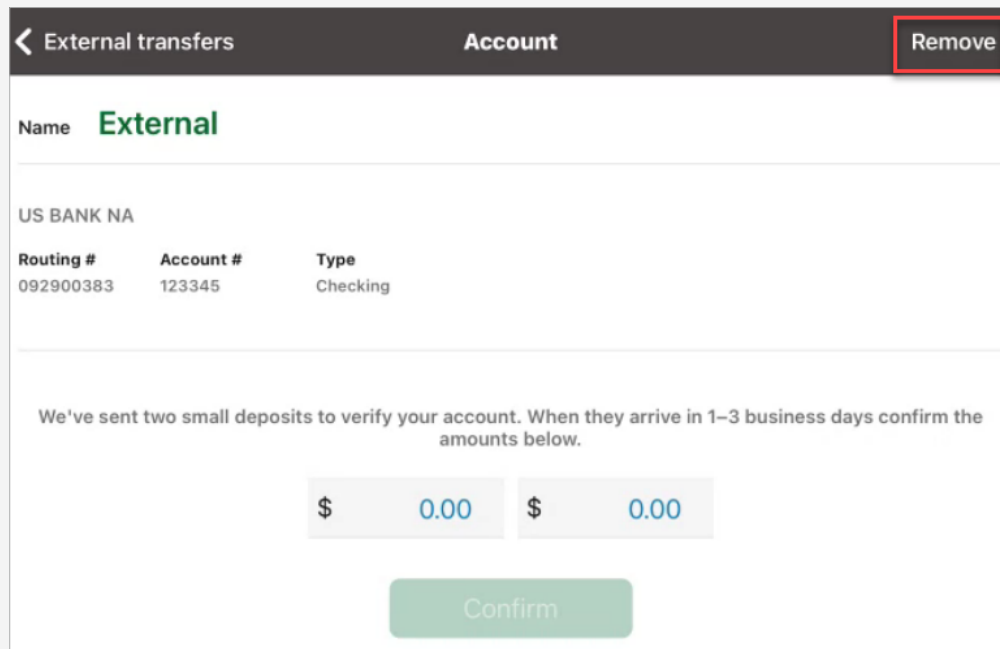 External transfers Account Remove
Name External
US BANK NA
Routing # Account # Type
092900383 123345 Checking
We've sent two small deposits to verify your account. When they arrive in 1–3 business days confirm the
amounts below.
$ 0.00 $ 0.00
Confirm